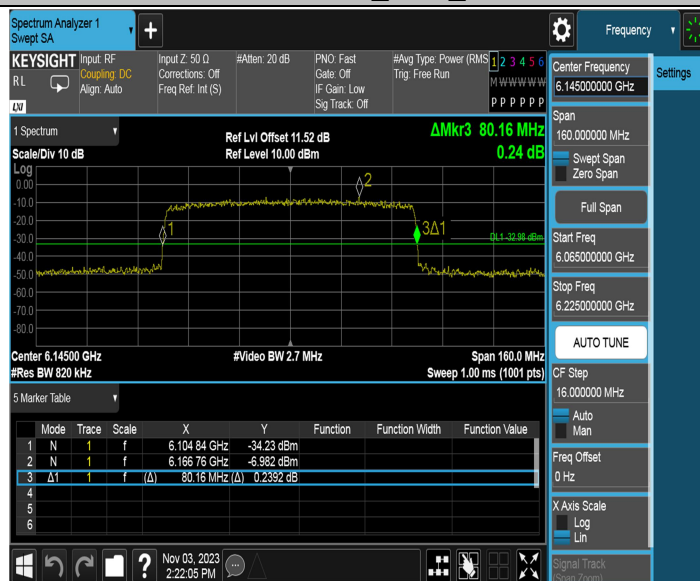 Spectrum Analyzer 1
Swept SA
+
Frequency
KEYSIGHT
Input: RF
Coupling: DC
Align: Auto
R L
LXI
Input Z: 50 Ω
Corrections: Off
Freq Ref: Int (S)
#Atten: 20 dB
PNO: Fast
Gate: Off
IF Gain: Low
Sig Track: Off
#Avg Type: Power (RMS
Trig: Free Run
1 2 3 4 5 6
M W W W W W
P P P P P P
Center Frequency
6.145000000 GHz
Settings
Span
160.000000 MHz
Swept Span
Zero Span
Full Span
Start Freq
6.065000000 GHz
Stop Freq
6.225000000 GHz
AUTO TUNE
CF Step
16.000000 MHz
Auto
Man
Freq Offset
0 Hz
X Axis Scale
Log
Lin
Signal Track
(Span Zoom)
1 Spectrum
Scale/Div 10 dB
Ref Lvl Offset 11.52 dB
Ref Level 10.00 dBm
ΔMkr3 80.16 MHz
0.24 dB
Log
0.00
-10.0
-20.0
-30.0
-40.0
-50.0
-60.0
-70.0
-80.0
1
2
3Δ1
DL1 -32.98 dBm
Center 6.14500 GHz
#Video BW 2.7 MHz
Span 160.0 MHz
#Res BW 820 kHz
Sweep 1.00 ms (1001 pts)
5 Marker Table
Mode Trace Scale X Y Function Function Width Function Value
1 N 1 f 6.104 84 GHz -34.23 dBm
2 N 1 f 6.166 76 GHz -6.982 dBm
3 Δ1 1 f (Δ) 80.16 MHz (Δ) 0.2392 dB
4
5
6
?
Nov 03, 2023
2:22:05 PM